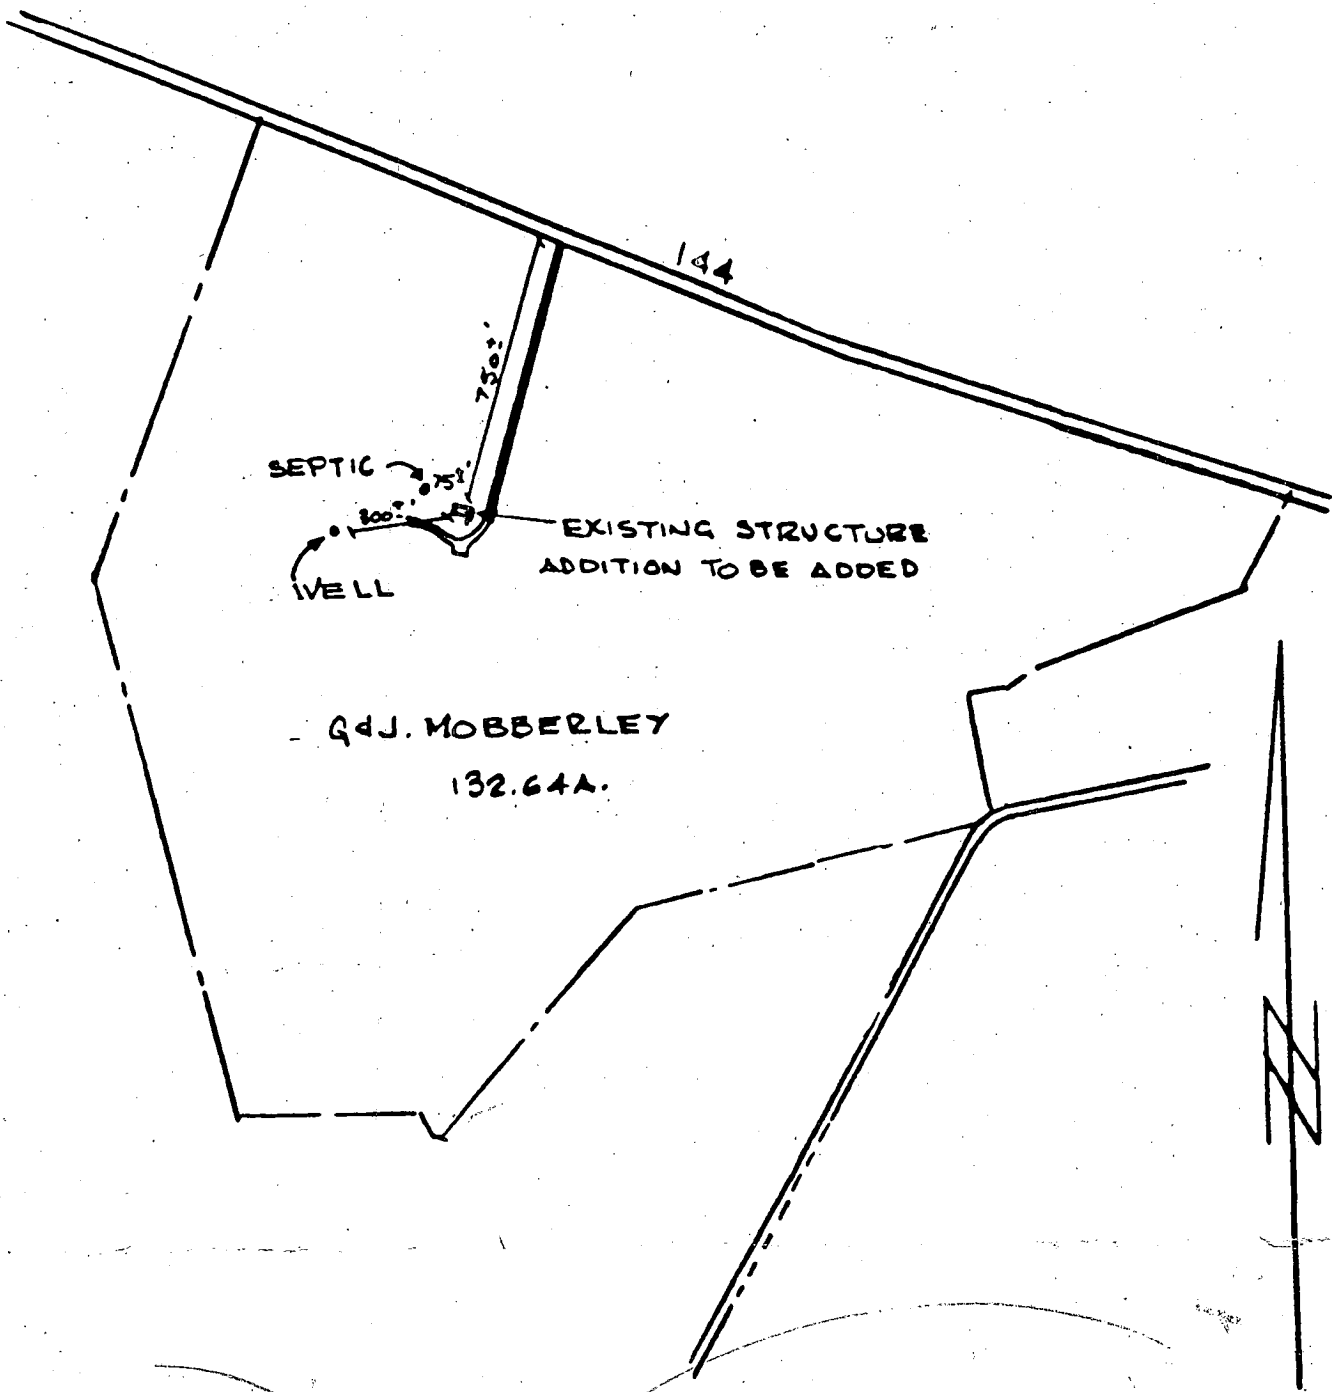 144
750±'
SEPTIC
75±'
300±'
EXISTING STRUCTURE
ADDITION TO BE ADDED
WELL
G & J. MOBBERLEY
132.64A.
N